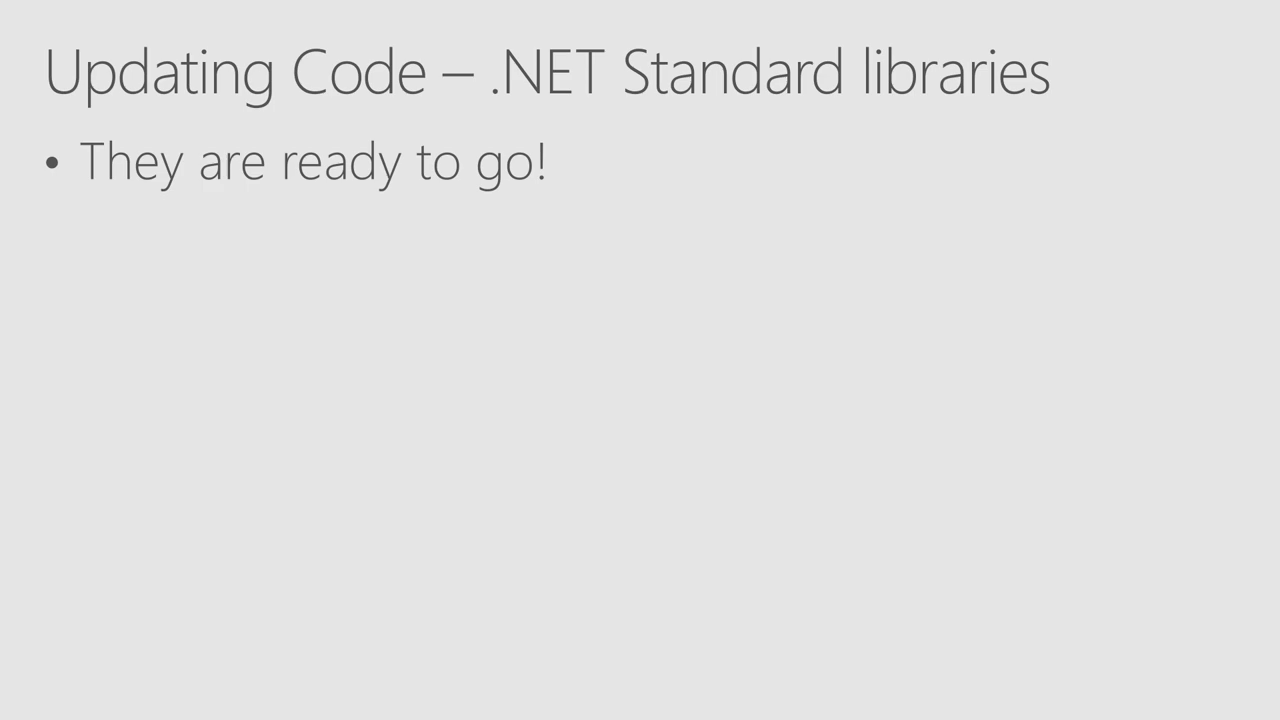 Updating Code – .NET Standard libraries
• They are ready to go!